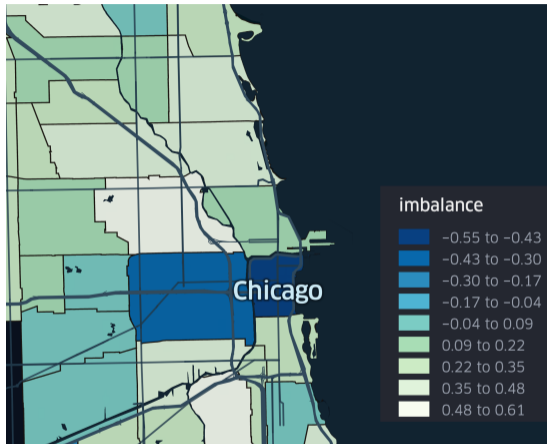 Chicago
imbalance
−0.55 to −0.43
−0.43 to −0.30
−0.30 to −0.17
−0.17 to −0.04
−0.04 to 0.09
0.09 to 0.22
0.22 to 0.35
0.35 to 0.48
0.48 to 0.61